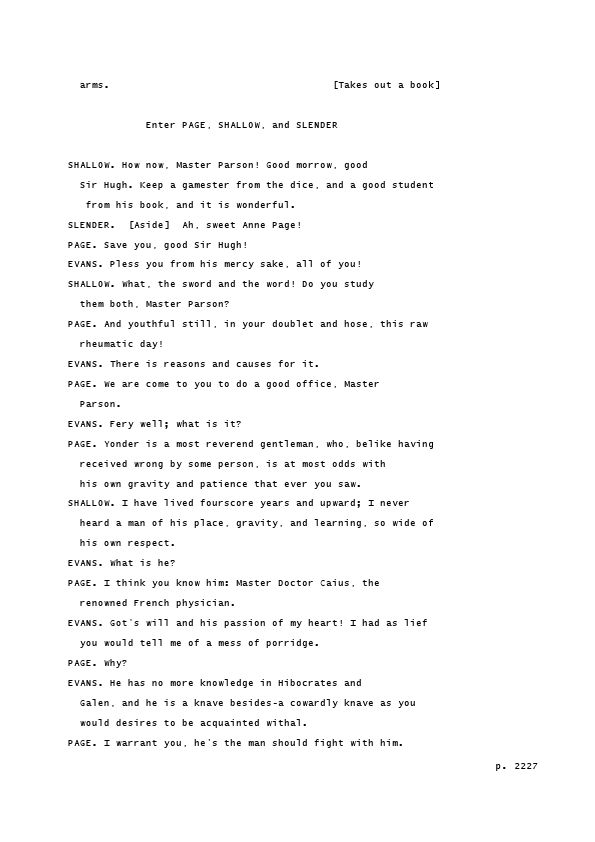 arms. [Takes out a book]
Enter PAGE, SHALLOW, and SLENDER
SHALLOW. How now, Master Parson! Good morrow, good
Sir Hugh. Keep a gamester from the dice, and a good student
from his book, and it is wonderful.
SLENDER. [Aside] Ah, sweet Anne Page!
PAGE. Save you, good Sir Hugh!
EVANS. Pless you from his mercy sake, all of you!
SHALLOW. What, the sword and the word! Do you study
them both, Master Parson?
PAGE. And youthful still, in your doublet and hose, this raw
rheumatic day!
EVANS. There is reasons and causes for it.
PAGE. We are come to you to do a good office, Master
Parson.
EVANS. Fery well; what is it?
PAGE. Yonder is a most reverend gentleman, who, belike having
received wrong by some person, is at most odds with
his own gravity and patience that ever you saw.
SHALLOW. I have lived fourscore years and upward; I never
heard a man of his place, gravity, and learning, so wide of
his own respect.
EVANS. What is he?
PAGE. I think you know him: Master Doctor Caius, the
renowned French physician.
EVANS. Got's will and his passion of my heart! I had as lief
you would tell me of a mess of porridge.
PAGE. Why?
EVANS. He has no more knowledge in Hibocrates and
Galen, and he is a knave besides-a cowardly knave as you
would desires to be acquainted withal.
PAGE. I warrant you, he's the man should fight with him.
p. 2227